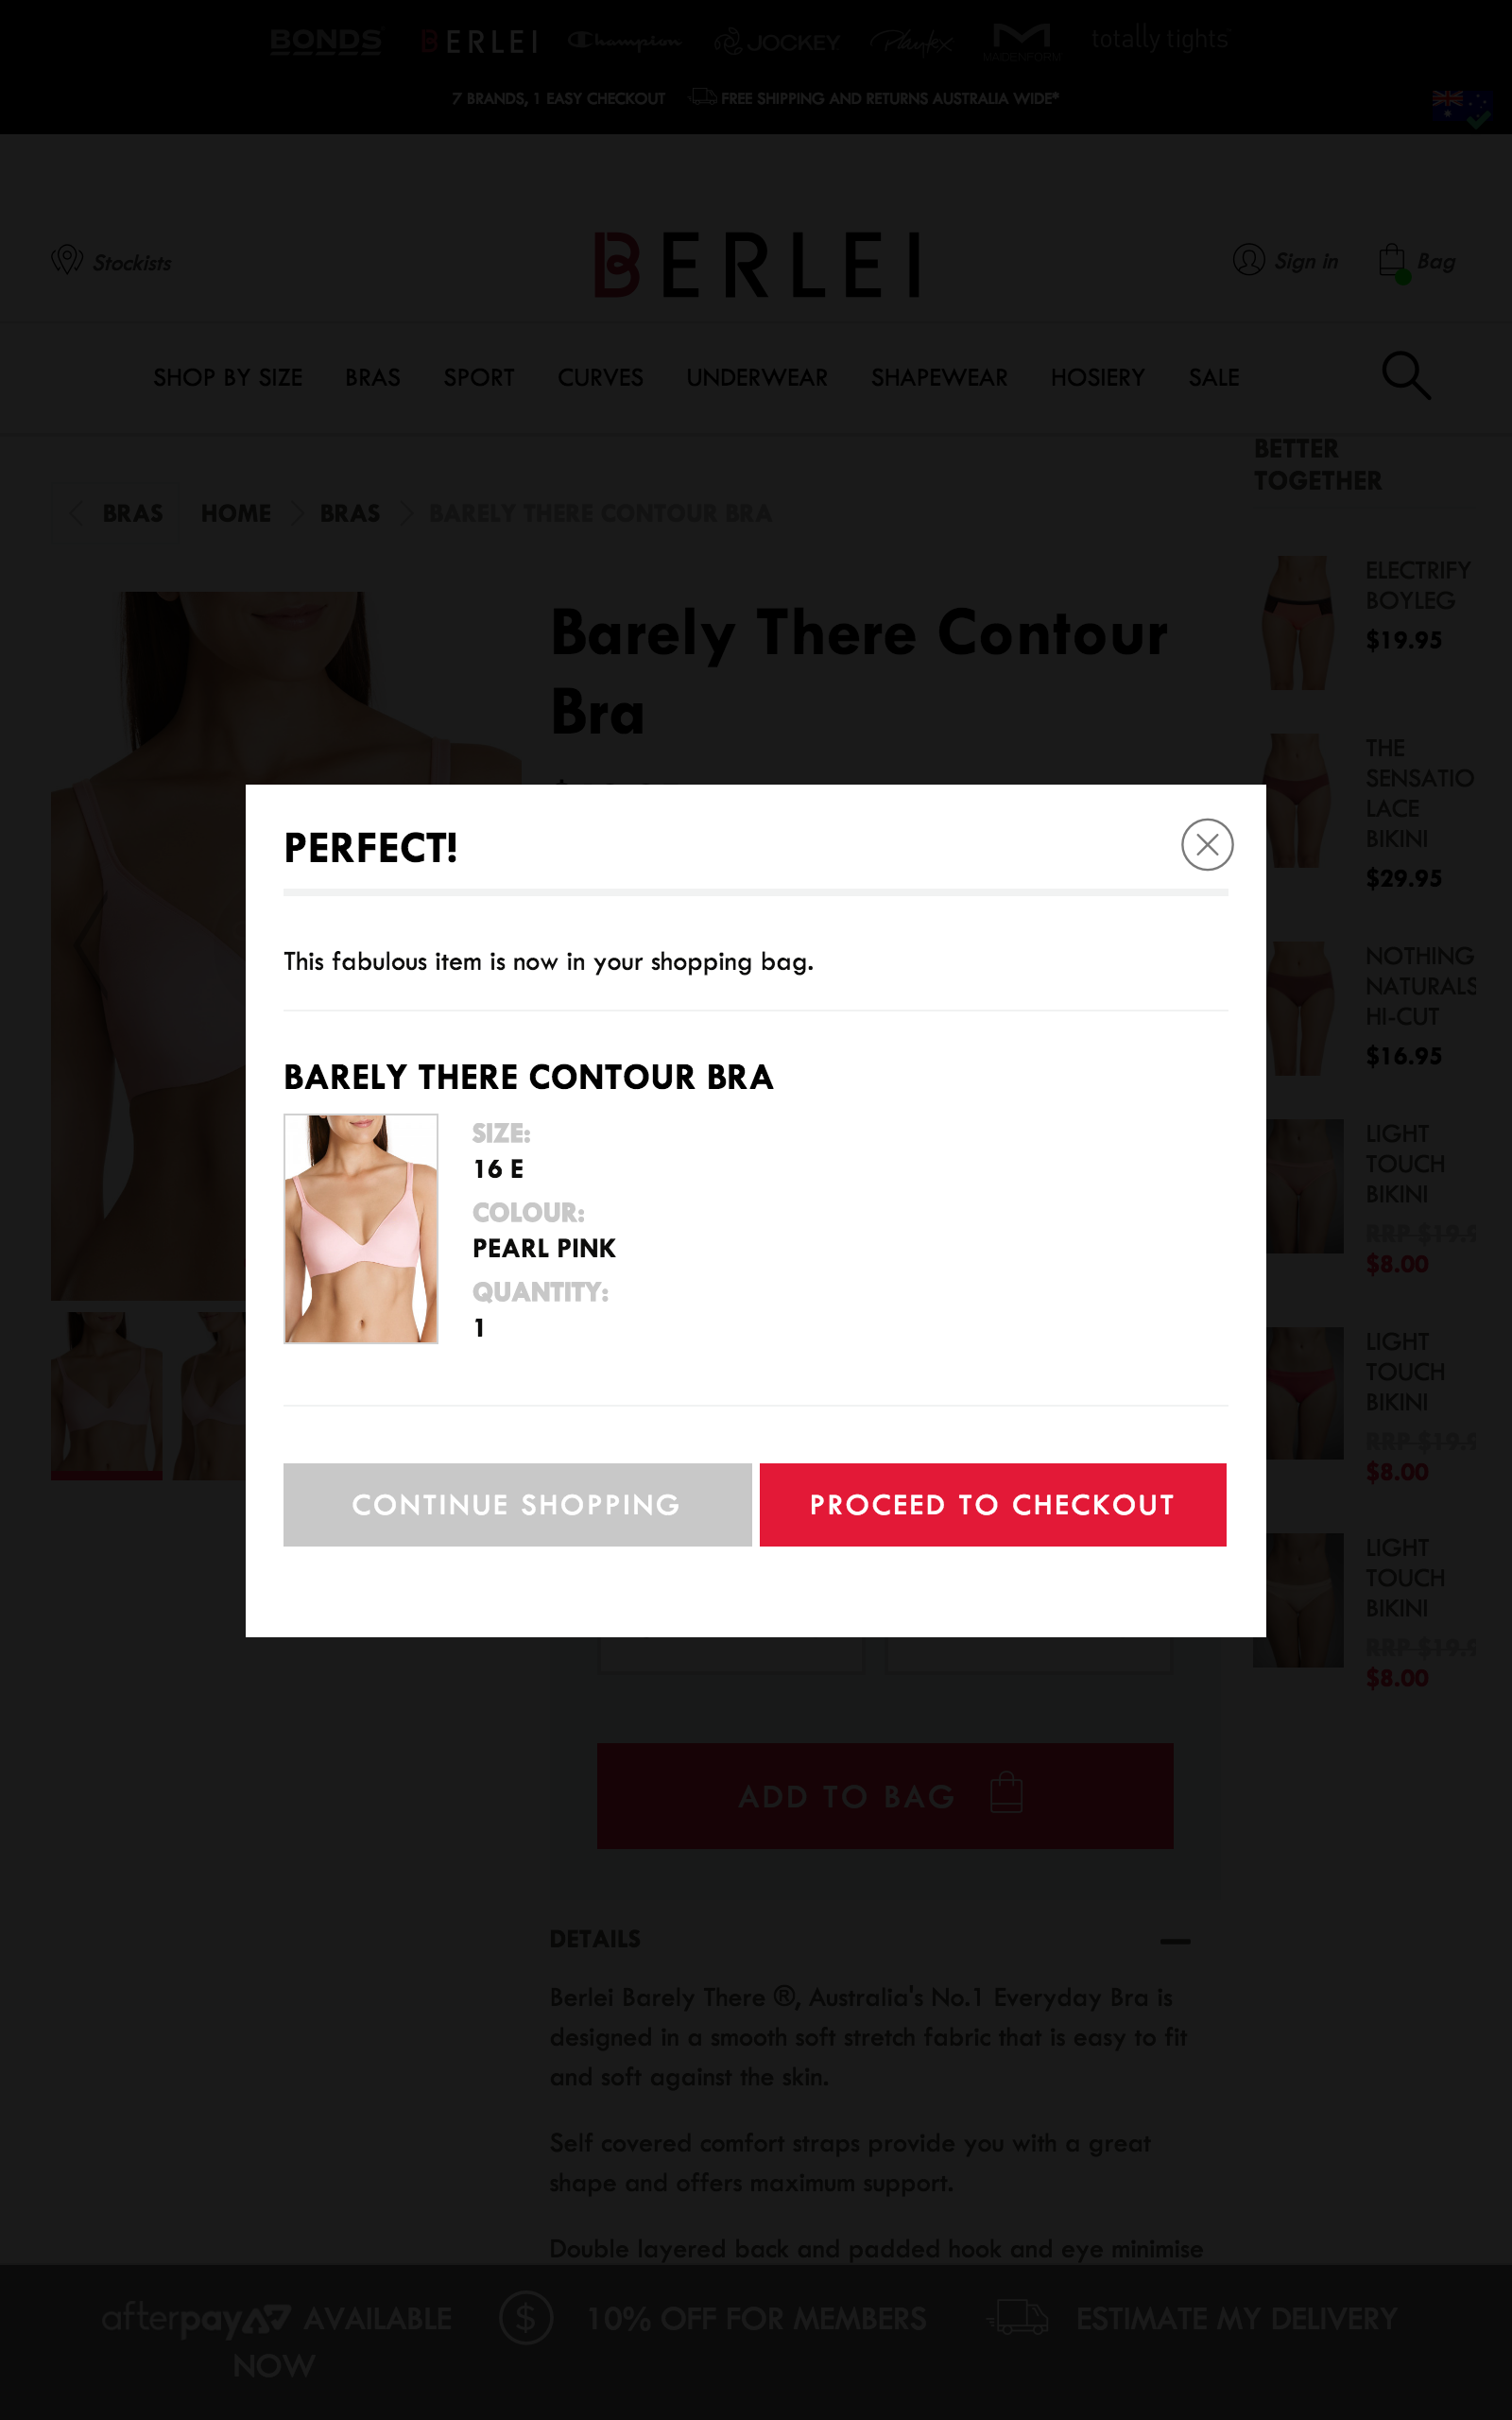 BONDS BERLEI Champion JOCKEY Playtex MAIDENFORM totally tights
7 BRANDS, 1 EASY CHECKOUT FREE SHIPPING AND RETURNS AUSTRALIA WIDE*
Stockists
BERLEI
Sign in
Bag
SHOP BY SIZE BRAS SPORT CURVES UNDERWEAR SHAPEWEAR HOSIERY SALE
BRAS HOME BRAS BARELY THERE CONTOUR BRA
Barely There Contour
Bra
PERFECT!
This fabulous item is now in your shopping bag.
BARELY THERE CONTOUR BRA
SIZE:
16 E
COLOUR:
PEARL PINK
QUANTITY:
1
CONTINUE SHOPPING
PROCEED TO CHECKOUT
ADD TO BAG
DETAILS
Berlei Barely There ®, Australia's No.1 Everyday Bra is
designed in a smooth soft stretch fabric that is easy to fit
and soft against the skin.
Self covered comfort straps provide you with a great
shape and offers maximum support.
Double layered back and padded hook and eye minimise
BETTER
TOGETHER
ELECTRIFY
BOYLEG
$19.95
THE
SENSATIO
LACE
BIKINI
$29.95
NOTHING
NATURALS
HI-CUT
$16.95
LIGHT
TOUCH
BIKINI
RRP $19.9
$8.00
LIGHT
TOUCH
BIKINI
RRP $19.9
$8.00
LIGHT
TOUCH
BIKINI
RRP $19.9
$8.00
afterpay AVAILABLE
NOW
$ 10% OFF FOR MEMBERS
ESTIMATE MY DELIVERY